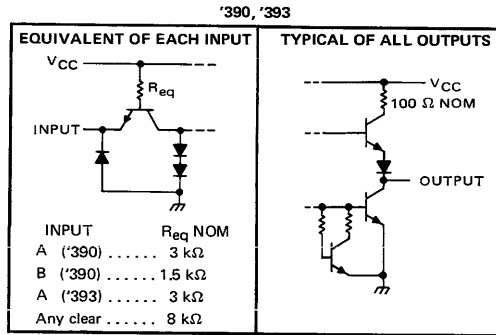 '390, '393
EQUIVALENT OF EACH INPUT
VCC
Req
INPUT
INPUT Req NOM
A ('390) ...... 3 kΩ
B ('390) ...... 1.5 kΩ
A ('393) ...... 3 kΩ
Any clear ...... 8 kΩ
TYPICAL OF ALL OUTPUTS
VCC
100 Ω NOM
OUTPUT